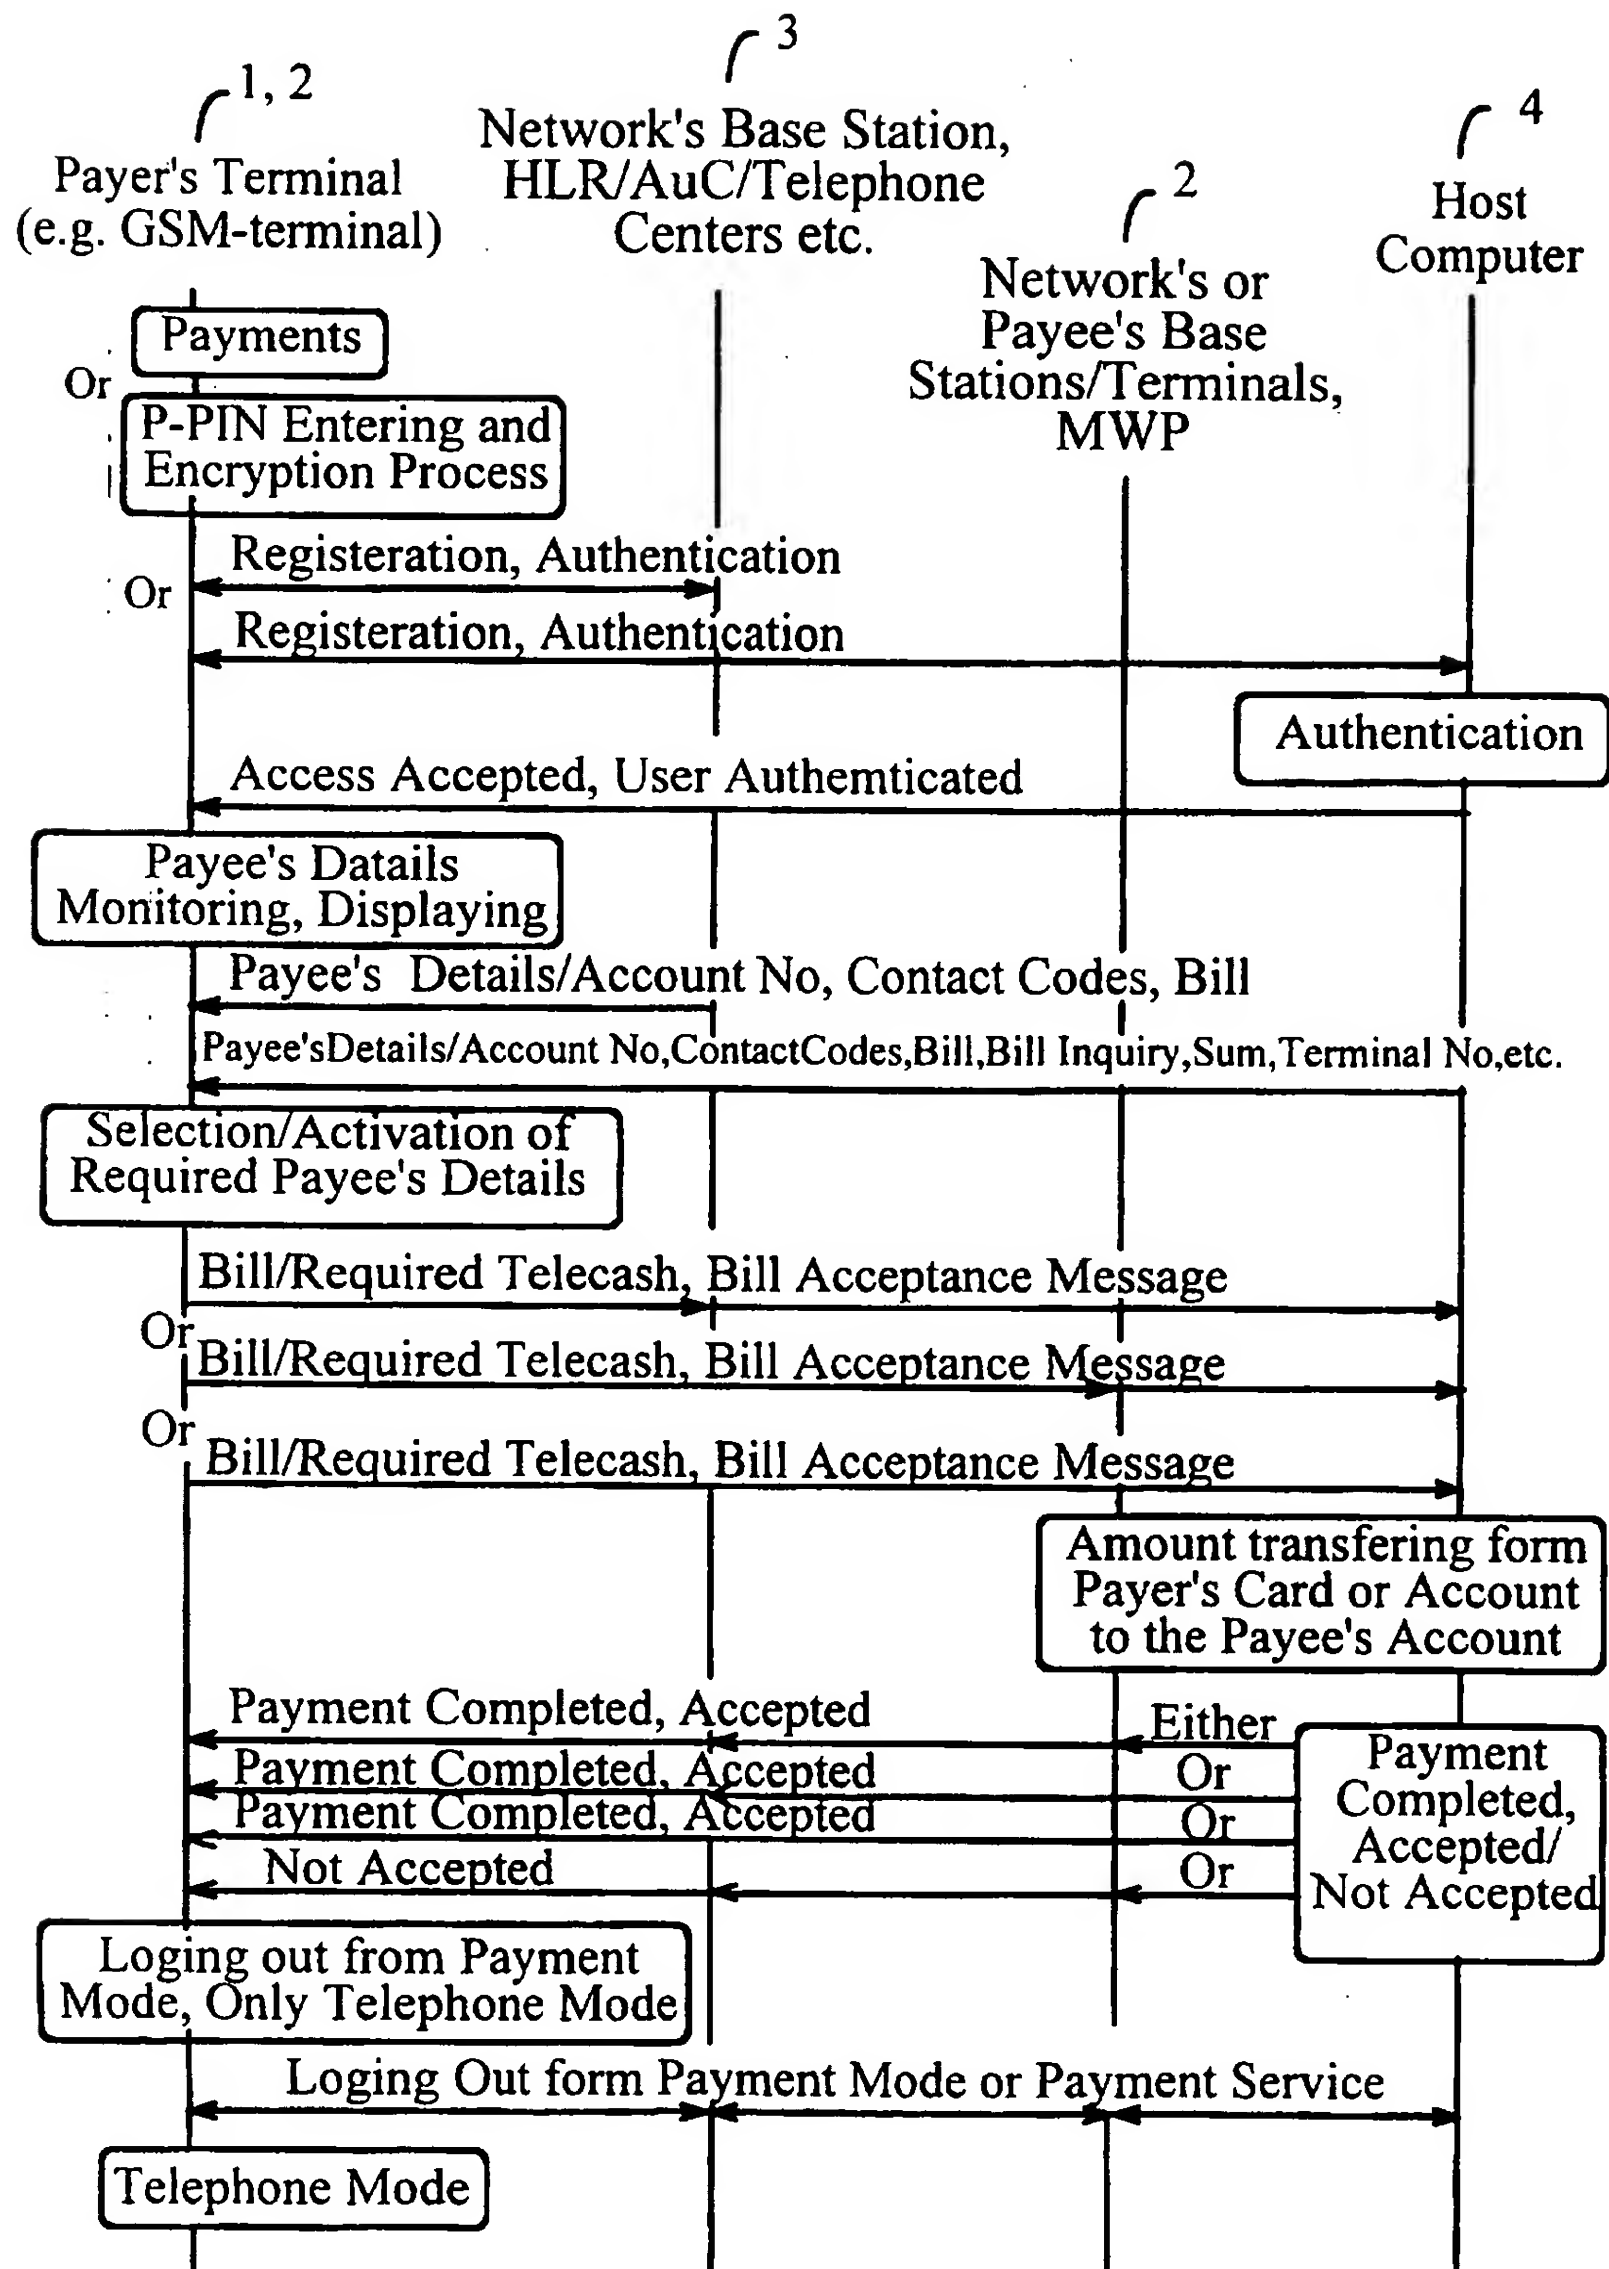 3
1, 2
4
Network's Base Station,
HLR/AuC/Telephone
Centers etc.
Payer's Terminal
(e.g. GSM-terminal)
2
Host
Computer
Network's or
Payee's Base
Stations/Terminals,
MWP
Payments
Or
P-PIN Entering and
Encryption Process
Registeration, Authentication
Or
Registeration, Authentication
Authentication
Access Accepted, User Authemticated
Payee's Datails
Monitoring, Displaying
Payee's Details/Account No, Contact Codes, Bill
Payee'sDetails/Account No,ContactCodes,Bill,Bill Inquiry,Sum,Terminal No,etc.
Selection/Activation of
Required Payee's Details
Bill/Required Telecash, Bill Acceptance Message
Or
Bill/Required Telecash, Bill Acceptance Message
Or
Bill/Required Telecash, Bill Acceptance Message
Amount transfering form
Payer's Card or Account
to the Payee's Account
Payment Completed, Accepted
Either
Payment Completed, Accepted
Or
Payment Completed, Accepted
Or
Not Accepted
Or
Payment
Completed,
Accepted/
Not Accepted
Loging out from Payment
Mode, Only Telephone Mode
Loging Out form Payment Mode or Payment Service
Telephone Mode